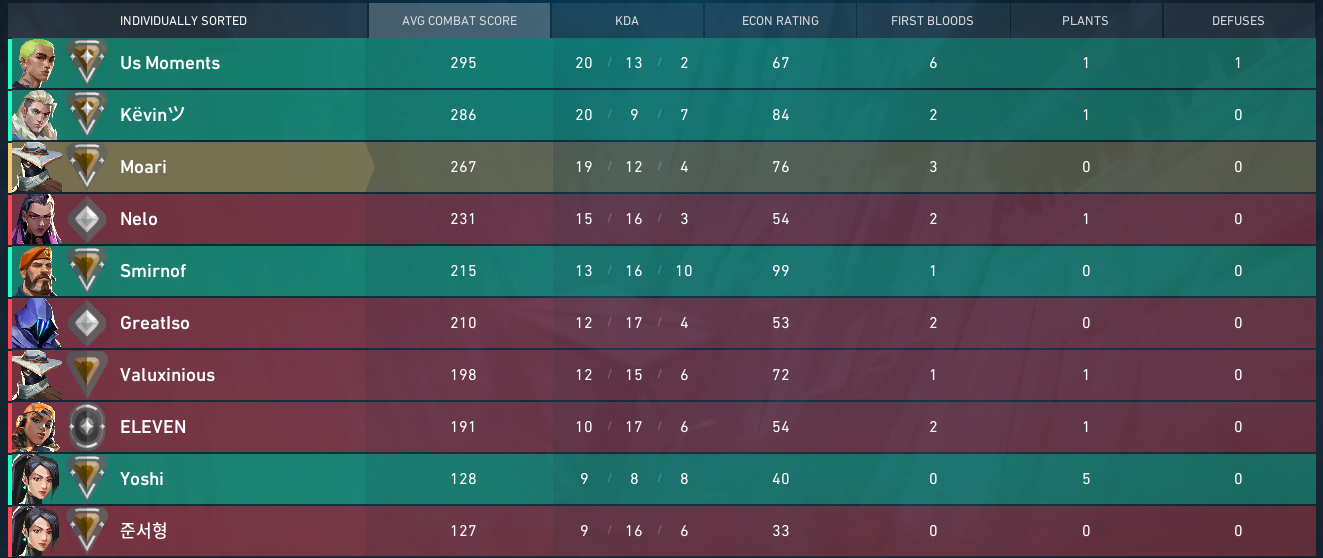 INDIVIDUALLY SORTED AVG COMBAT SCORE KDA ECON RATING FIRST BLOODS PLANTS DEFUSES
Us Moments 295 20 / 13 / 2 67 6 1 1
Këvinツ 286 20 / 9 / 7 84 2 1 0
Moari 267 19 / 12 / 4 76 3 0 0
Nelo 231 15 / 16 / 3 54 2 1 0
Smirnof 215 13 / 16 / 10 99 1 0 0
GreatIso 210 12 / 17 / 4 53 2 0 0
Valuxinious 198 12 / 15 / 6 72 1 1 0
ELEVEN 191 10 / 17 / 6 54 2 1 0
Yoshi 128 9 / 8 / 8 40 0 5 0
준서형 127 9 / 16 / 6 33 0 0 0